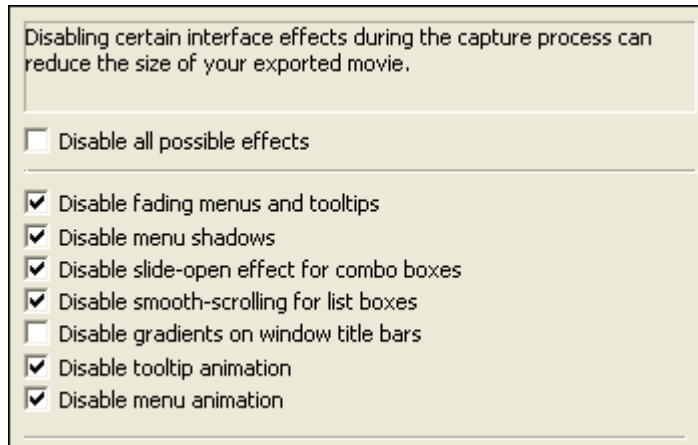 Disabling certain interface effects during the capture process can
reduce the size of your exported movie.
Disable all possible effects
Disable fading menus and tooltips
Disable menu shadows
Disable slide-open effect for combo boxes
Disable smooth-scrolling for list boxes
Disable gradients on window title bars
Disable tooltip animation
Disable menu animation